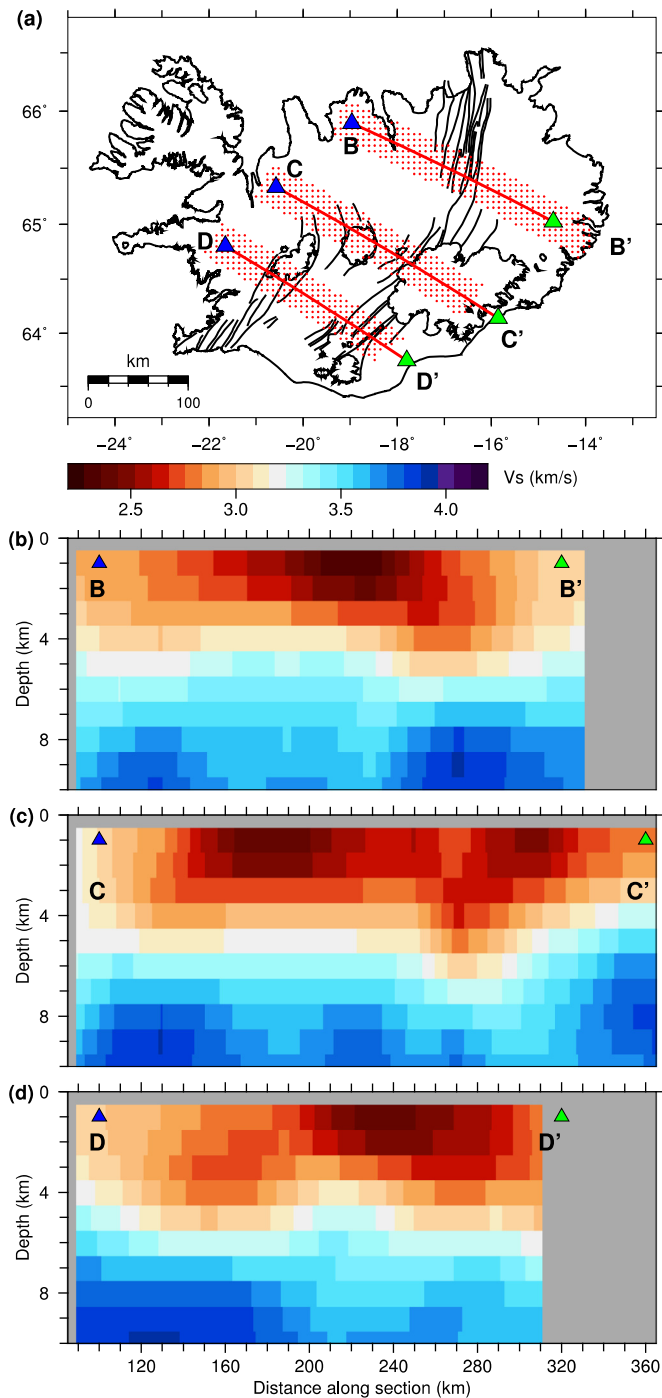 (a)
66°
65°
64°
B
C
D
B'
C'
D'
km
0 100
−24° −22° −20° −18° −16° −14°
2.5 3.0 3.5 4.0
Vs (km/s)
(b)
0
4
8
Depth (km)
B B'
(c)
0
4
8
Depth (km)
C C'
(d)
0
4
8
Depth (km)
D D'
120 160 200 240 280 320 360
Distance along section (km)